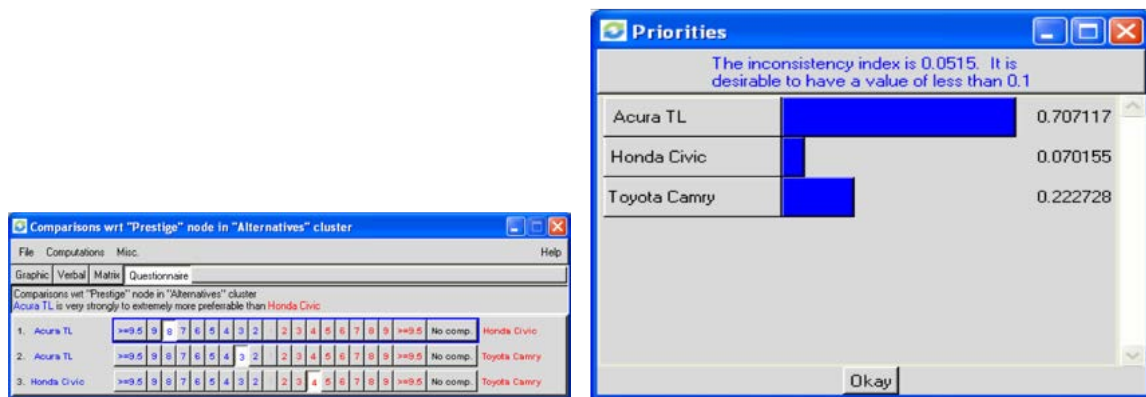 Comparisons wrt "Prestige" node in "Alternatives" cluster
File Computations Misc. Help
Graphic Verbal Matrix Questionnaire
Comparisons wrt "Prestige" node in "Alternatives" cluster
Acura TL is very strongly to extremely more preferrable than Honda Civic
1. Acura TL >=9.5 9 8 7 6 5 4 3 2 2 3 4 5 6 7 8 9 >=9.5 No comp. Honda Civic
2. Acura TL >=9.5 9 8 7 6 5 4 3 2 2 3 4 5 6 7 8 9 >=9.5 No comp. Toyota Camry
3. Honda Civic >=9.5 9 8 7 6 5 4 3 2 2 3 4 5 6 7 8 9 >=9.5 No comp. Toyota Camry
Priorities
The inconsistency index is 0.0515. It is
desirable to have a value of less than 0.1
Acura TL 0.707117
Honda Civic 0.070155
Toyota Camry 0.222728
Okay